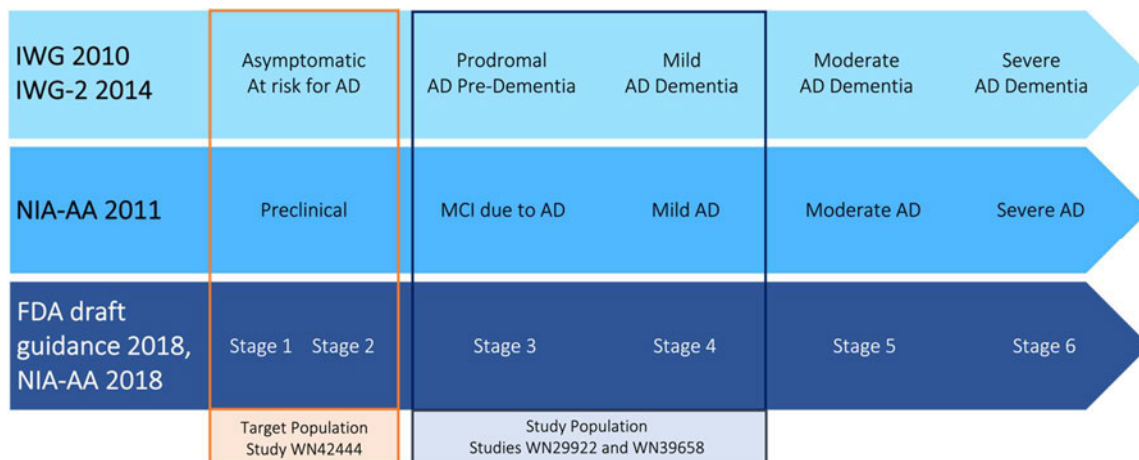 IWG 2010
IWG-2 2014
Asymptomatic
At risk for AD
Prodromal
AD Pre-Dementia
Mild
AD Dementia
Moderate
AD Dementia
Severe
AD Dementia
NIA-AA 2011
Preclinical
MCI due to AD
Mild AD
Moderate AD
Severe AD
FDA draft
guidance 2018,
NIA-AA 2018
Stage 1 Stage 2
Stage 3
Stage 4
Stage 5
Stage 6
Target Population
Study WN42444
Study Population
Studies WN29922 and WN39658